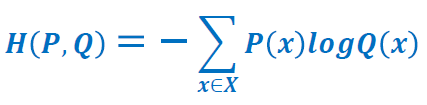 H(P, Q) = − ∑x∈X P(x)logQ(x)